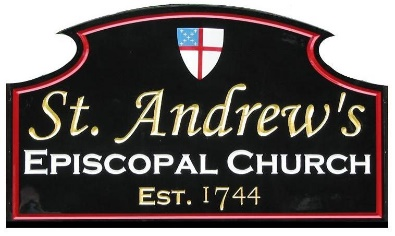 St. Andrew's
EPISCOPAL CHURCH
EST. 1744